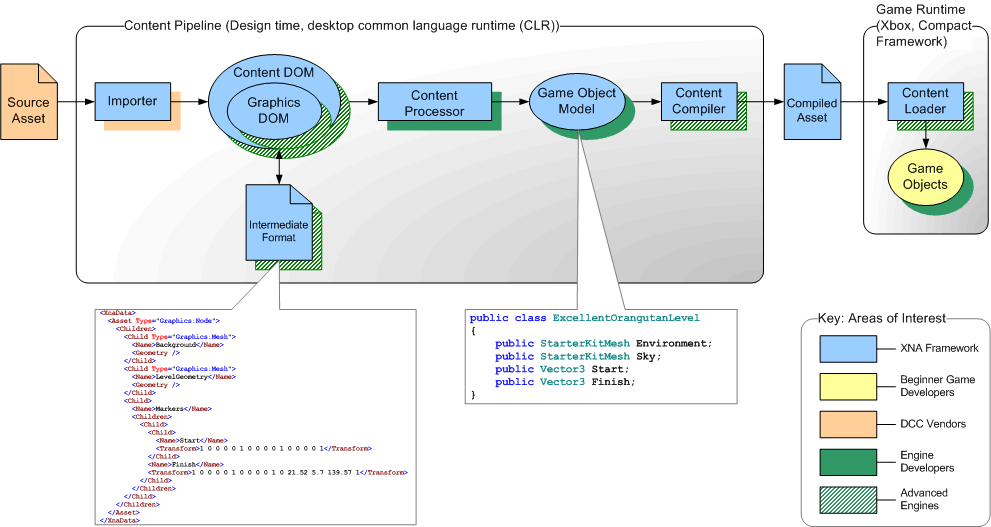 Content Pipeline (Design time, desktop common language runtime (CLR))
Game Runtime
(Xbox, Compact
Framework)
Source
Asset
Importer
Content DOM
Graphics
DOM
Content
Processor
Game Object
Model
Content
Compiler
Compiled
Asset
Content
Loader
Game
Objects
Intermediate
Format
<XnaData>
<Asset Type="Graphics:Node">
<Children>
<Child Type="Graphics:Mesh">
<Name>Background</Name>
<Geometry />
</Child>
<Child Type="Graphics:Mesh">
<Name>LevelGeometry</Name>
<Geometry />
</Child>
<Child>
<Name>Markers</Name>
<Children>
<Child>
<Child>
<Name>Start</Name>
<Transform>1 0 0 0 0 1 0 0 0 0 1 0 0 0 0 1</Transform>
</Child>
<Name>Finish</Name>
<Transform>1 0 0 0 0 1 0 0 0 0 1 0 21.52 5.7 139.57 1</Transform>
</Child>
</Children>
</Child>
</Children>
</Asset>
</XnaData>
public class ExcellentOrangutanLevel
{
public StarterKitMesh Environment;
public StarterKitMesh Sky;
public Vector3 Start;
public Vector3 Finish;
}
Key: Areas of Interest
XNA Framework
Beginner Game
Developers
DCC Vendors
Engine
Developers
Advanced
Engines